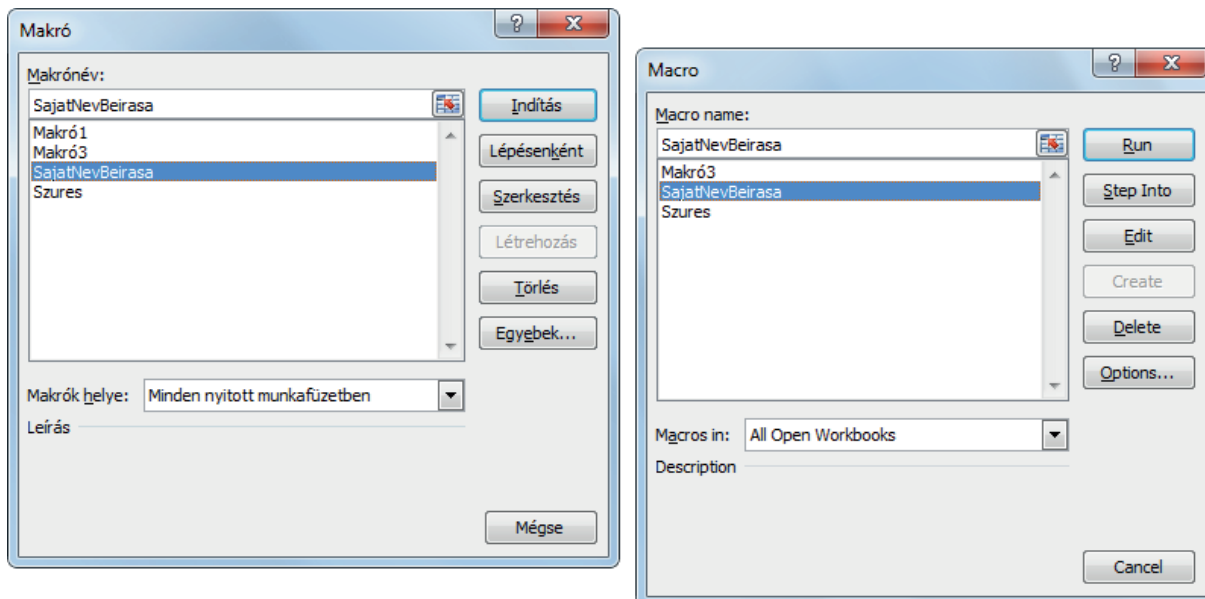 Makró
Makrónév:
SajatNevBeirasa
Makró1
Makró3
SajatNevBeirasa
Szures
Indítás
Lépésenként
Szerkesztés
Létrehozás
Törlés
Egyebek...
Makrók helye: Minden nyitott munkafüzetben
Leírás
Mégse
Macro
Macro name:
SajatNevBeirasa
Makró3
SajatNevBeirasa
Szures
Run
Step Into
Edit
Create
Delete
Options...
Macros in: All Open Workbooks
Description
Cancel